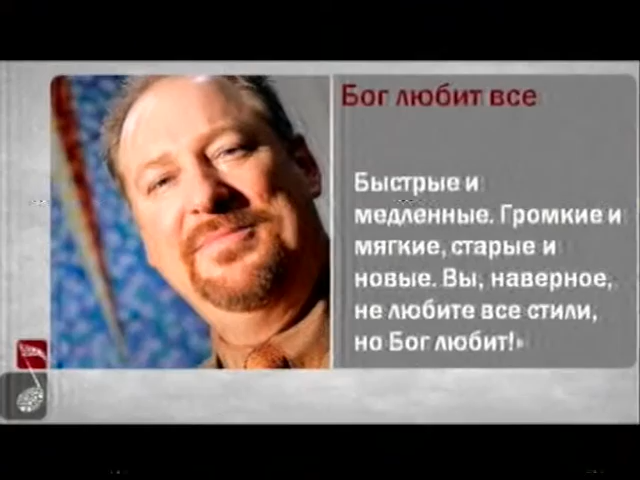 Бог любит все
Быстрые и
медленные. Громкие и
мягкие, старые и
новые. Вы, наверное,
не любите все стили,
но Бог любит!»